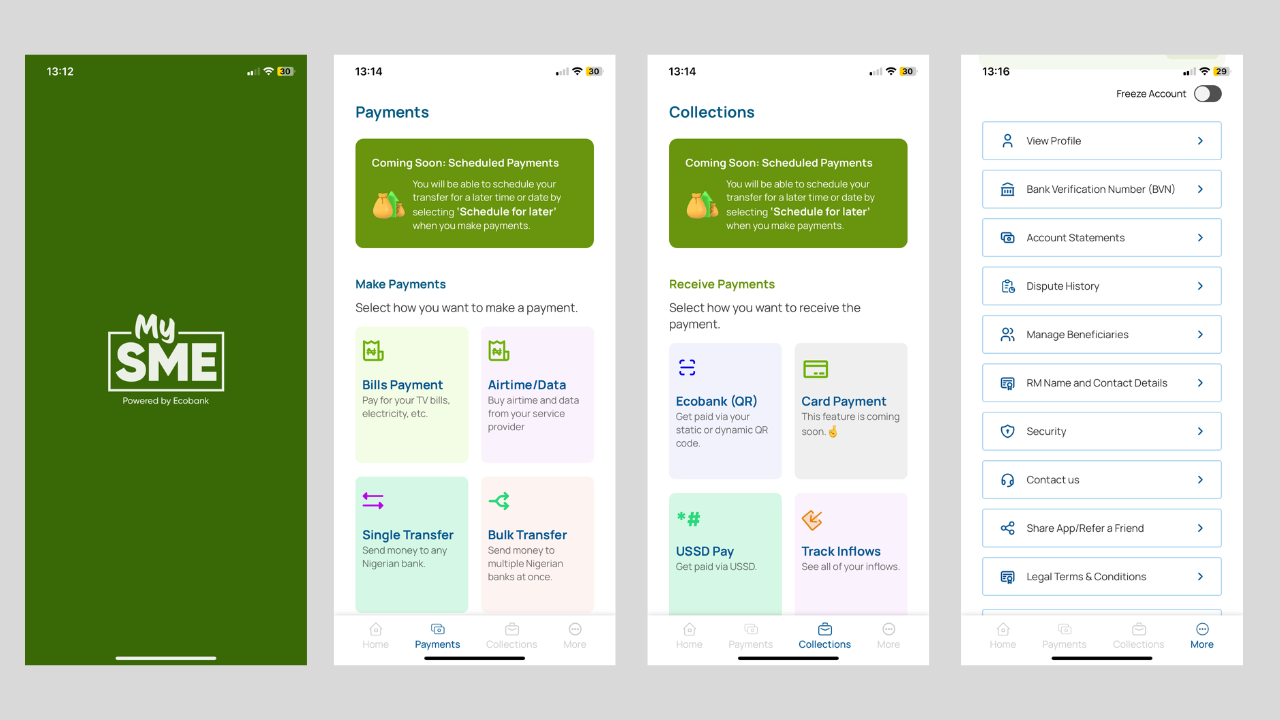 13:12
30
My
SME
Powered by Ecobank
13:14
30
Payments
Coming Soon: Scheduled Payments
You will be able to schedule your
transfer for a later time or date by
selecting 'Schedule for later'
when you make payments.
Make Payments
Select how you want to make a payment.
Bills Payment
Pay for your TV bills,
electricity, etc.
Airtime/Data
Buy airtime and data
from your service
provider
Single Transfer
Send money to any
Nigerian bank.
Bulk Transfer
Send money to
multiple Nigerian
banks at once.
Home
Payments
Collections
More
13:14
30
Collections
Coming Soon: Scheduled Payments
You will be able to schedule your
transfer for a later time or date by
selecting 'Schedule for later'
when you make payments.
Receive Payments
Select how you want to receive the
payment.
Ecobank (QR)
Get paid via your
static or dynamic QR
code.
Card Payment
This feature is coming
soon.🤞
*#
USSD Pay
Get paid via USSD.
Track Inflows
See all of your inflows.
Home
Payments
Collections
More
13:16
29
Freeze Account
View Profile
Bank Verification Number (BVN)
Account Statements
Dispute History
Manage Beneficiaries
RM Name and Contact Details
Security
Contact us
Share App/Refer a Friend
Legal Terms & Conditions
Home
Payments
Collections
More